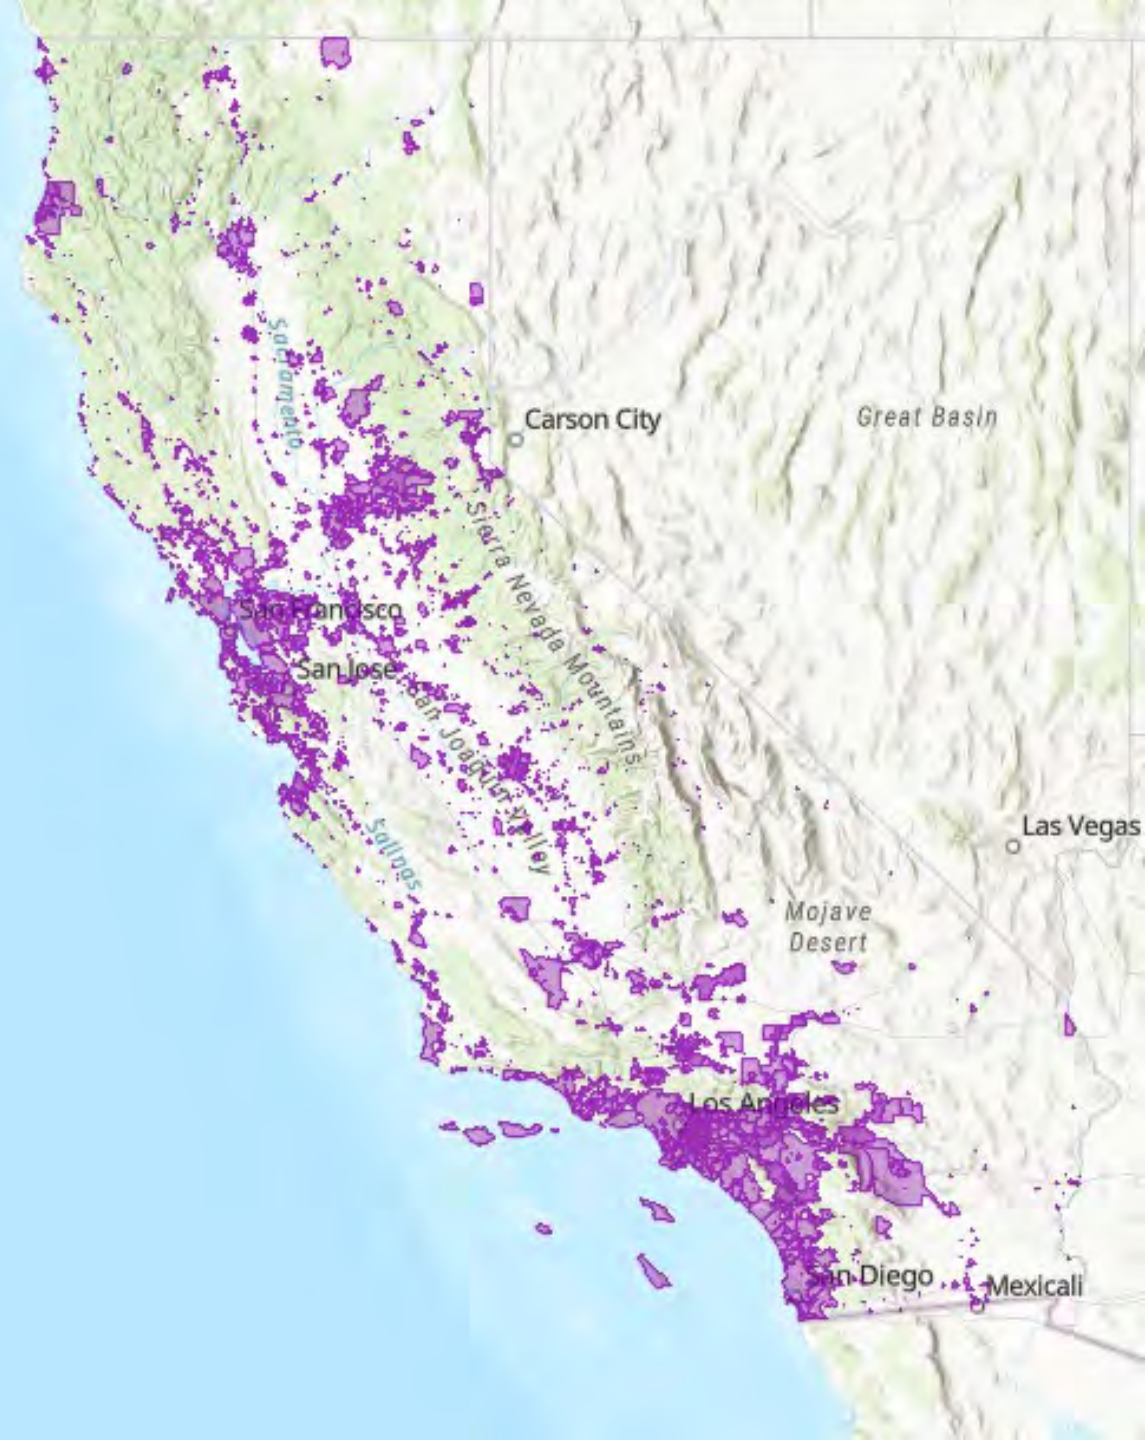 Sacramento
Carson City
Great Basin
Sierra Nevada Mountains
San Francisco
San Jose
San Joaquin Valley
Salinas
Las Vegas
Mojave
Desert
Los Angeles
San Diego
Mexicali